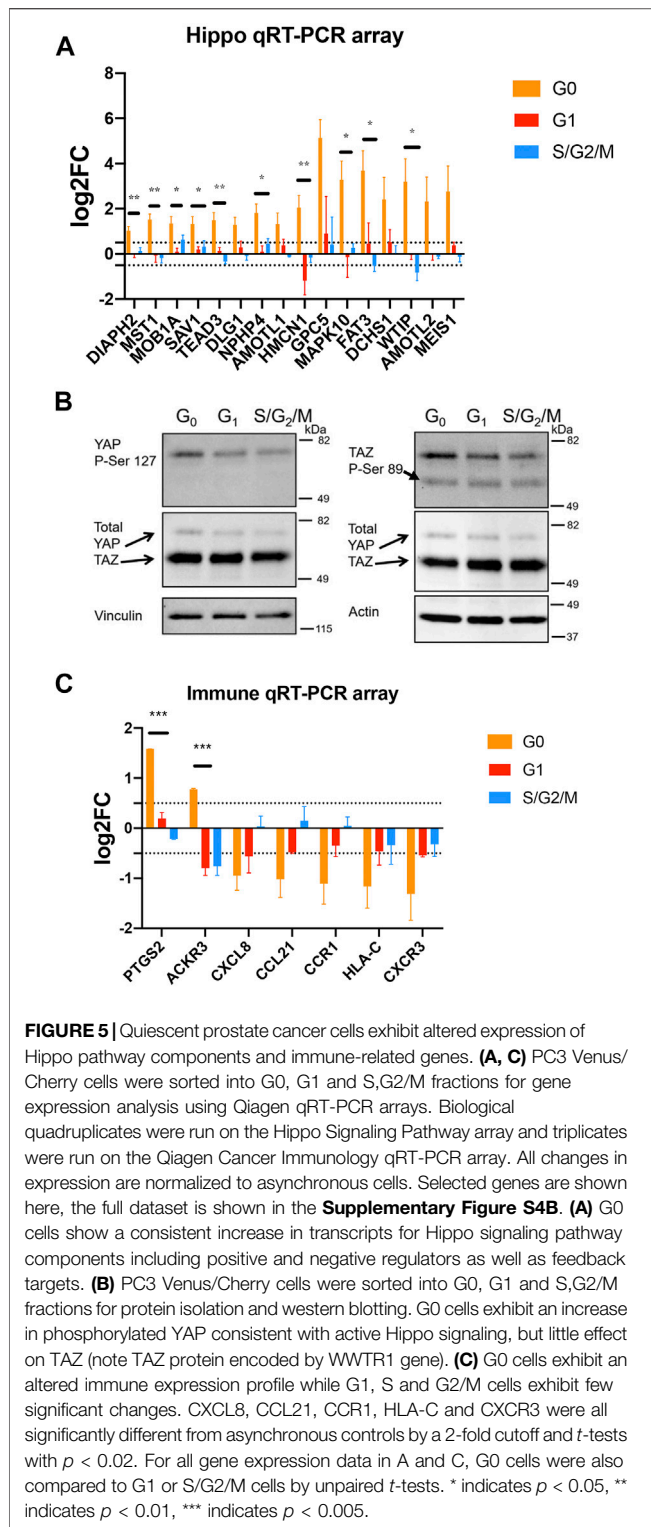 A
Hippo qRT-PCR array
G0
G1
S/G2/M
log2FC
8
6
4
2
0
-2
** ** * * ** * ** * * *
DIAPH2
MST1
MOB1A
SAV1
TEAD3
DLG1
NPHP4
AMOTL1
HMCN1
GPC5
MAPK10
FAT3
DCHS1
WTIP
AMOTL2
MEIS1
B
G0 G1 S/G2/M
kDa
YAP
P-Ser 127
82
49
Total
YAP
TAZ
82
49
Vinculin
115
G0 G1 S/G2/M
kDa
TAZ
P-Ser 89
82
49
Total
YAP
TAZ
82
49
Actin
49
37
C
Immune qRT-PCR array
G0
G1
S/G2/M
log2FC
2
1
0
-1
-2
*** ***
PTGS2
ACKR3
CXCL8
CCL21
CCR1
HLA-C
CXCR3
FIGURE 5 | Quiescent prostate cancer cells exhibit altered expression of
Hippo pathway components and immune-related genes. (A, C) PC3 Venus/
Cherry cells were sorted into G0, G1 and S,G2/M fractions for gene
expression analysis using Qiagen qRT-PCR arrays. Biological
quadruplicates were run on the Hippo Signaling Pathway array and triplicates
were run on the Qiagen Cancer Immunology qRT-PCR array. All changes in
expression are normalized to asynchronous cells. Selected genes are shown
here, the full dataset is shown in the Supplementary Figure S4B. (A) G0
cells show a consistent increase in transcripts for Hippo signaling pathway
components including positive and negative regulators as well as feedback
targets. (B) PC3 Venus/Cherry cells were sorted into G0, G1 and S,G2/M
fractions for protein isolation and western blotting. G0 cells exhibit an increase
in phosphorylated YAP consistent with active Hippo signaling, but little effect
on TAZ (note TAZ protein encoded by WWTR1 gene). (C) G0 cells exhibit an
altered immune expression profile while G1, S and G2/M cells exhibit few
significant changes. CXCL8, CCL21, CCR1, HLA-C and CXCR3 were all
significantly different from asynchronous controls by a 2-fold cutoff and t-tests
with p < 0.02. For all gene expression data in A and C, G0 cells were also
compared to G1 or S/G2/M cells by unpaired t-tests. * indicates p < 0.05, **
indicates p < 0.01, *** indicates p < 0.005.